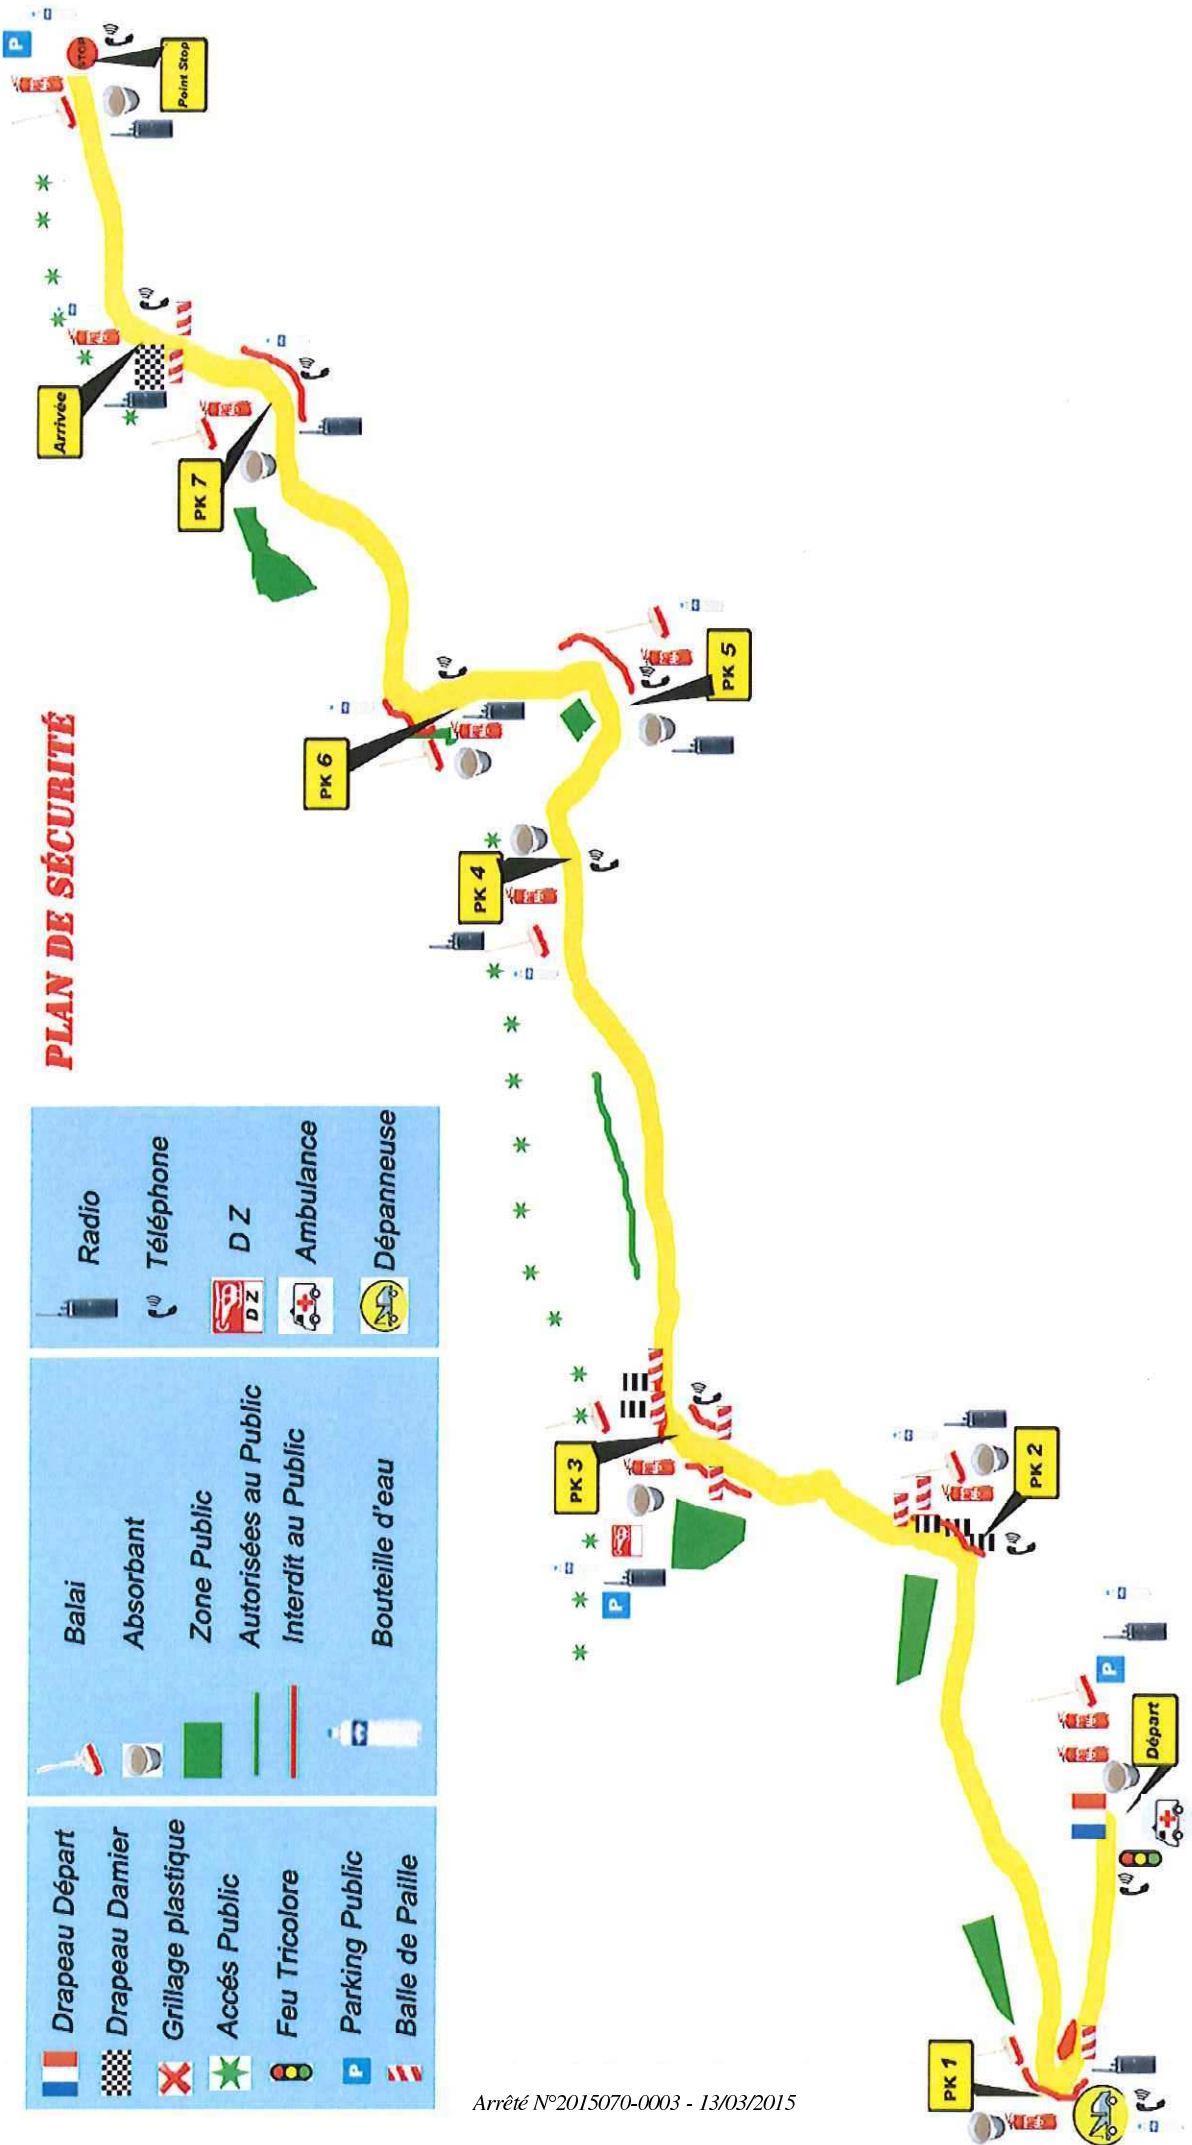 PLAN DE SÉCURITÉ
Drapeau Départ
Drapeau Damier
Grillage plastique
Accés Public
Feu Tricolore
Parking Public
P
Balle de Paille
Balai
Absorbant
Zone Public
Autorisées au Public
Interdit au Public
Bouteille d'eau
Radio
Téléphone
D Z
DZ
Ambulance
Dépanneuse
Départ
P
PK 1
PK 2
PK 3
P
PK 4
PK 5
PK 6
PK 7
Arrivée
Point Stop
STOP
P
Arrêté N°2015070-0003 - 13/03/2015